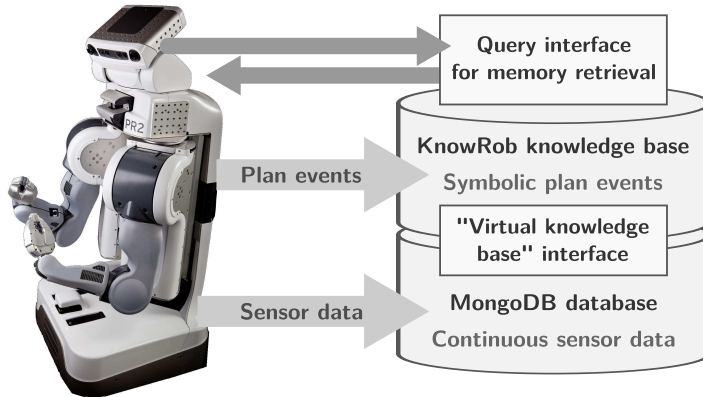 Query interface
for memory retrieval
PR2
KnowRob knowledge base
Plan events
Symbolic plan events
"Virtual knowledge
base" interface
MongoDB database
Sensor data
Continuous sensor data